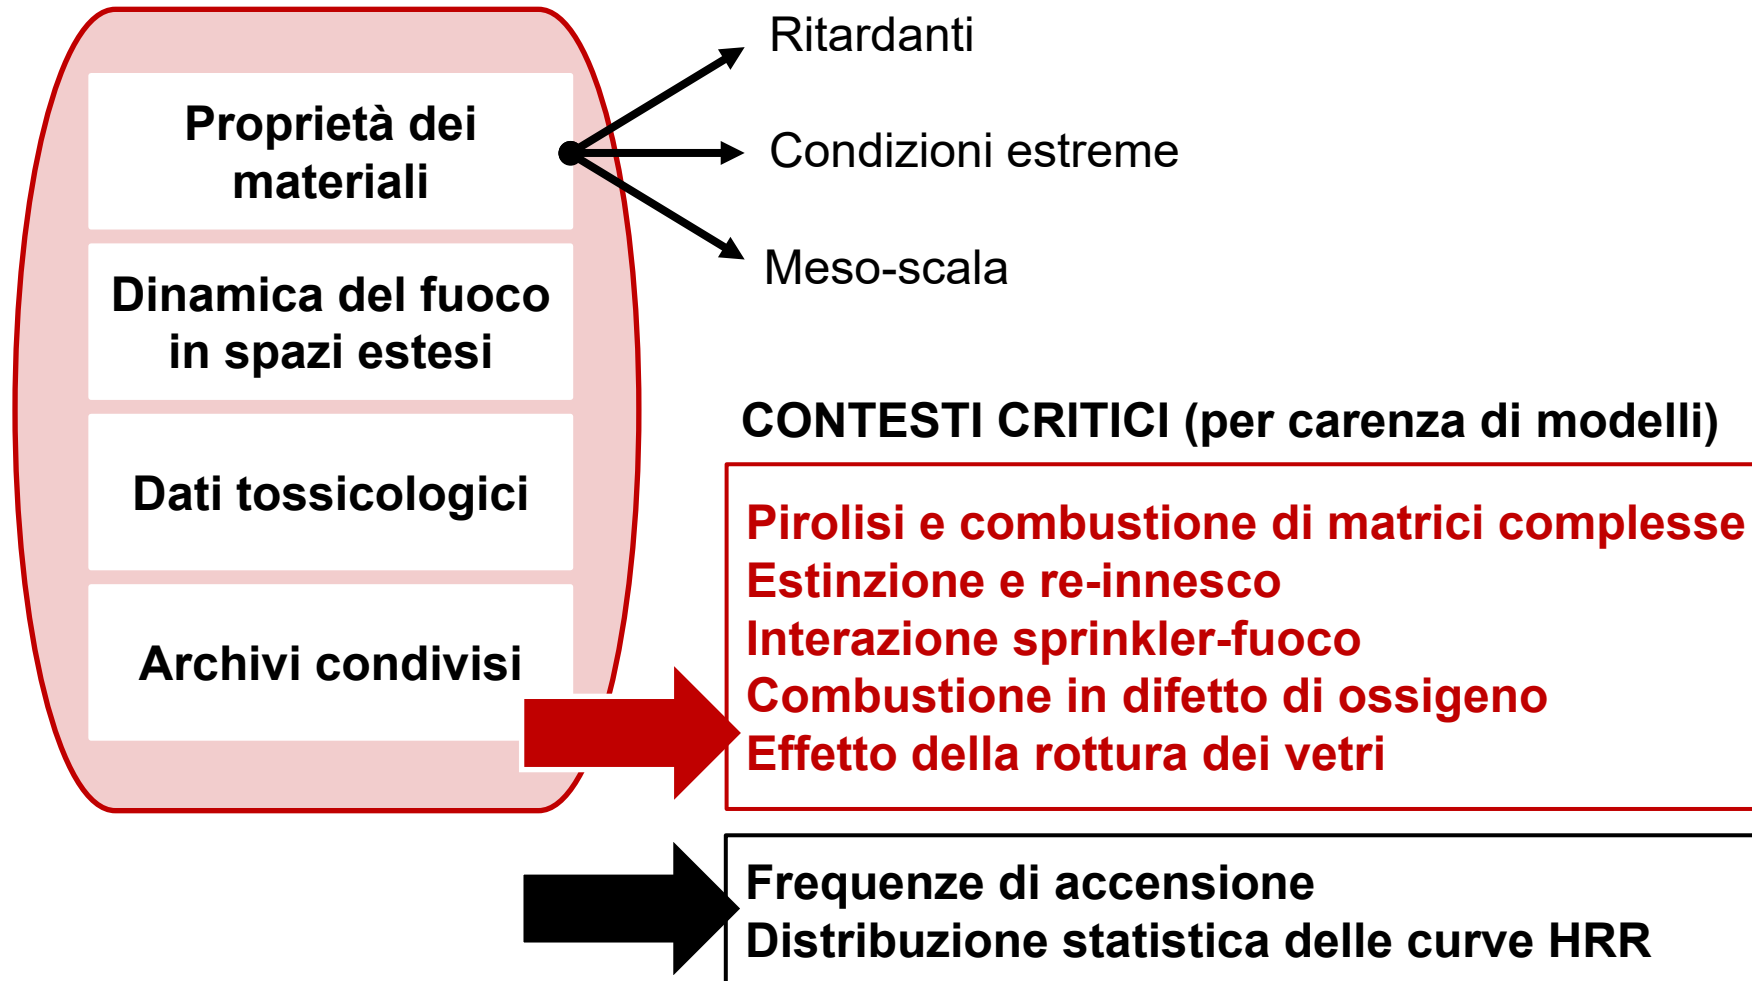 Proprietà dei
materiali
Ritardanti
Condizioni estreme
Meso-scala
Dinamica del fuoco
in spazi estesi
Dati tossicologici
Archivi condivisi
CONTESTI CRITICI (per carenza di modelli)
Pirolisi e combustione di matrici complesse
Estinzione e re-innesco
Interazione sprinkler-fuoco
Combustione in difetto di ossigeno
Effetto della rottura dei vetri
Frequenze di accensione
Distribuzione statistica delle curve HRR